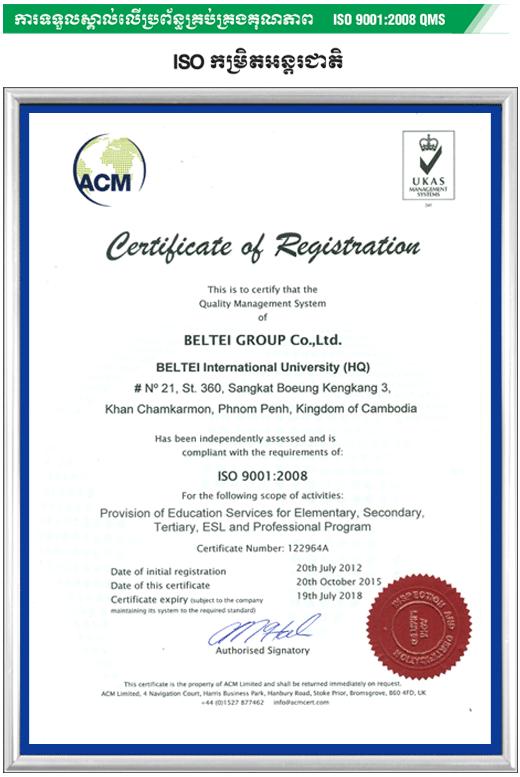 ការទទួលស្គាល់លើប្រព័ន្ធគ្រប់គ្រងគុណភាព ISO 9001:2008 QMS
ISO កម្រិតអន្តរជាតិ
ACM
UKAS
MANAGEMENT
SYSTEMS
Certificate of Registration
This is to certify that the
Quality Management System
of
BELTEI GROUP Co.,Ltd.
BELTEI International University (HQ)
# Nº 21, St. 360, Sangkat Boeung Kengkang 3,
Khan Chamkarmon, Phnom Penh, Kingdom of Cambodia
Has been independently assessed and is
compliant with the requirements of:
ISO 9001:2008
For the following scope of activities:
Provision of Education Services for Elementary, Secondary,
Tertiary, ESL and Professional Program
Certificate Number: 122964A
Date of initial registration 20th July 2012
Date of this certificate 20th October 2015
Certificate expiry (subject to the company 19th July 2018
maintaining its system to the required standard)
Authorised Signatory
INSPECTION AND
This certificate is the property of ACM Limited and shall be returned immediately on request.
ACM Limited, 4 Navigation Court, Harris Business Park, Hanbury Road, Stoke Prior, Bromsgrove, B60 4FD, UK
+44 (0)1527 877462 info@acmcert.com